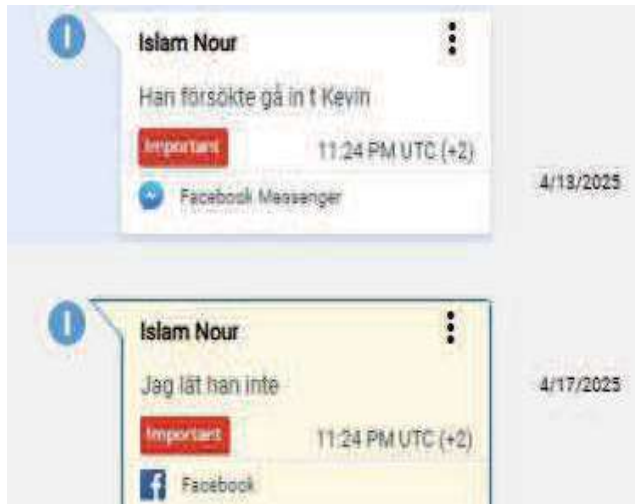 I
Islam Nour
Han försökte gå in t Kevin
Important
11:24 PM UTC (+2)
4/13/2025
Facebook Messenger
I
Islam Nour
Jag lät han inte
4/17/2025
Important
11:24 PM UTC (+2)
Facebook